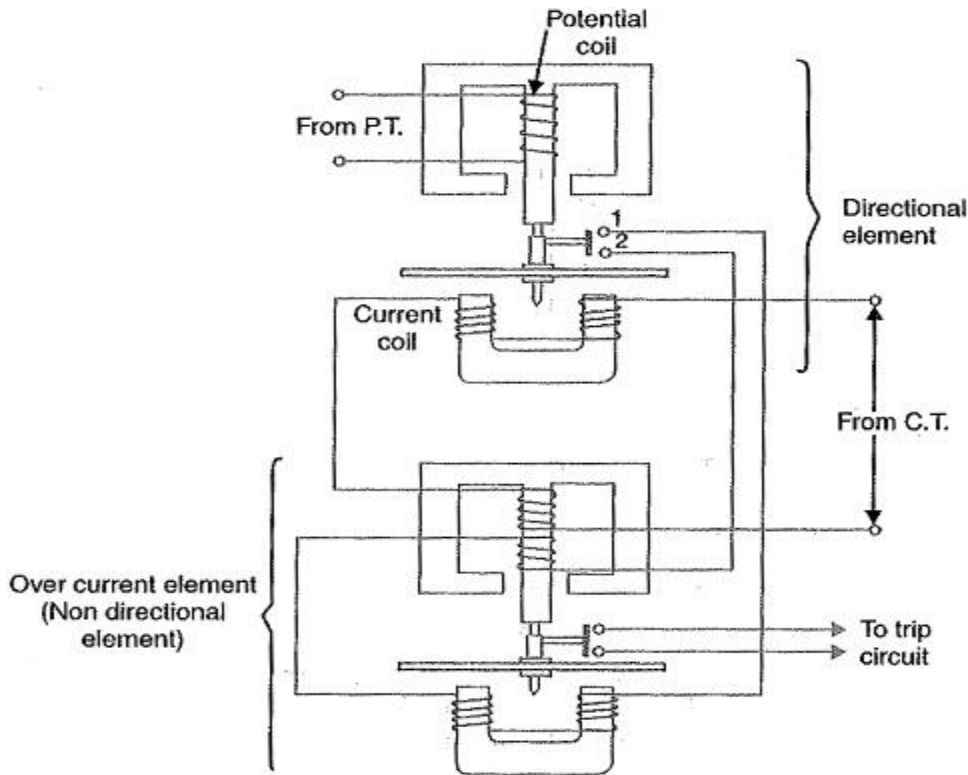 Potential
coil
From P.T.
1
2
Directional
element
Current
coil
From C.T.
Over current element
(Non directional
element)
To trip
circuit